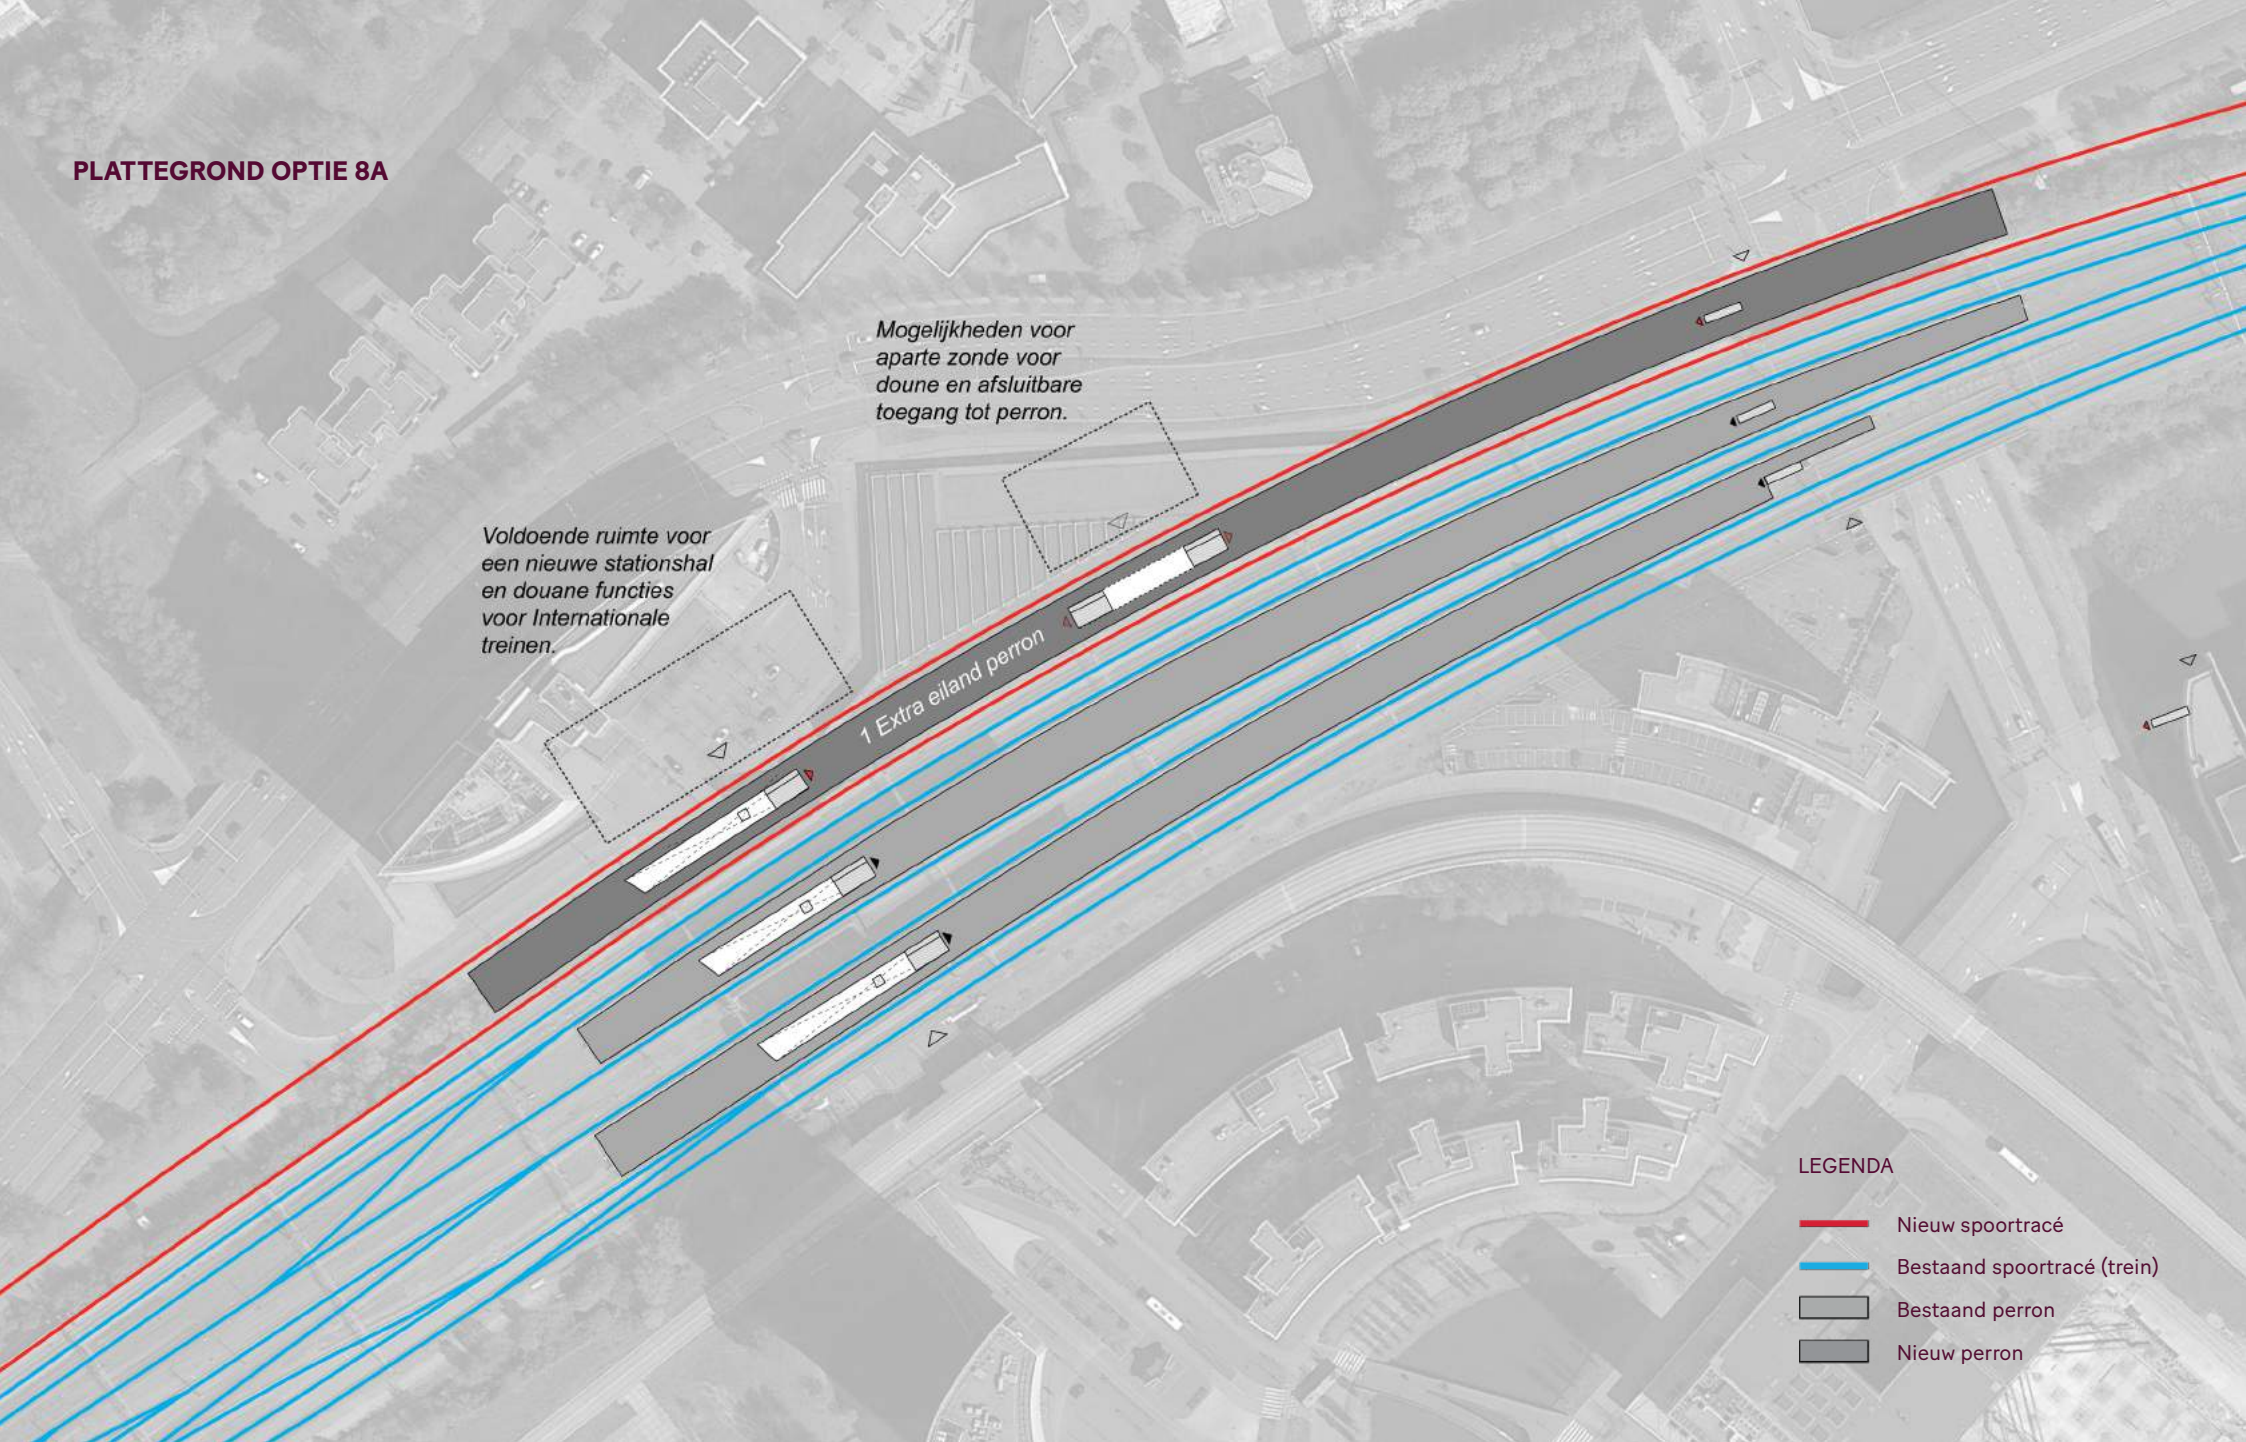 PLATTEGROND OPTIE 8A
Mogelijkheden voor
aparte zonde voor
doune en afsluitbare
toegang tot perron.
Voldoende ruimte voor
een nieuwe stationshal
en douane functies
voor Internationale
treinen.
1 Extra eiland perron
LEGENDA
Nieuw spoortracé
Bestaand spoortracé (trein)
Bestaand perron
Nieuw perron